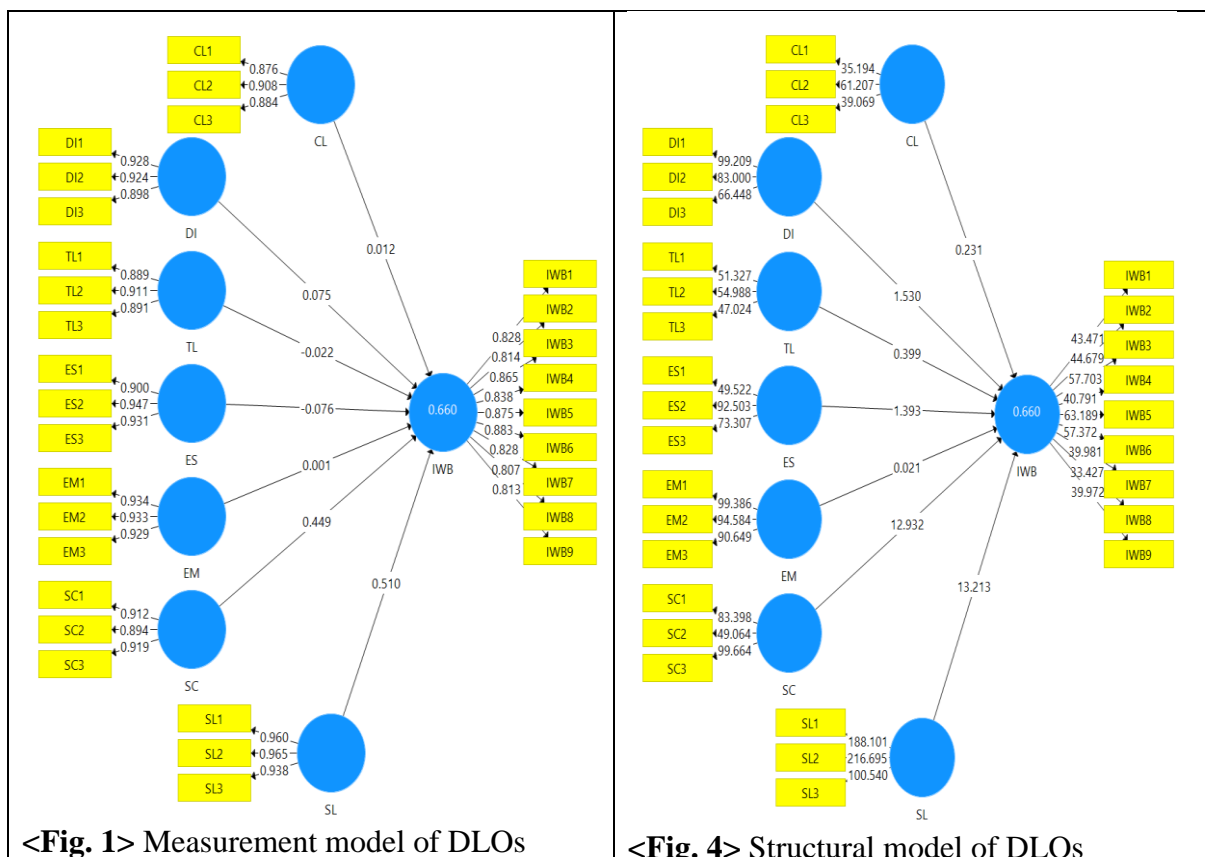 CL1
0.876
CL2
0.908
CL3
0.884
CL
DI1
0.928
DI2
0.924
DI3
0.898
DI
0.012
TL1
0.889
TL2
0.911
TL3
0.891
TL
0.075
-0.022
ES1
0.900
ES2
0.947
ES3
0.931
ES
-0.076
EM1
0.934
EM2
0.933
EM3
0.929
EM
0.001
SC1
0.912
SC2
0.894
SC3
0.919
SC
0.449
SL1
0.960
SL2
0.965
SL3
0.938
SL
0.510
0.660
IWB
0.828
0.814
0.865
0.838
0.875
0.883
0.828
0.807
0.813
IWB1
IWB2
IWB3
IWB4
IWB5
IWB6
IWB7
IWB8
IWB9
<Fig. 1> Measurement model of DLOs
CL1
35.194
CL2
61.207
CL3
39.069
CL
DI1
99.209
DI2
83.000
DI3
66.448
DI
0.231
TL1
51.327
TL2
54.988
TL3
47.024
TL
1.530
0.399
ES1
49.522
ES2
92.503
ES3
73.307
ES
1.393
EM1
99.386
EM2
94.584
EM3
90.649
EM
0.021
SC1
83.398
SC2
49.064
SC3
99.664
SC
12.932
SL1
188.101
SL2
216.695
SL3
100.540
SL
13.213
0.660
IWB
43.471
44.679
57.703
40.791
63.189
57.372
39.981
33.427
39.972
IWB1
IWB2
IWB3
IWB4
IWB5
IWB6
IWB7
IWB8
IWB9
<Fig. 4> Structural model of DLOs